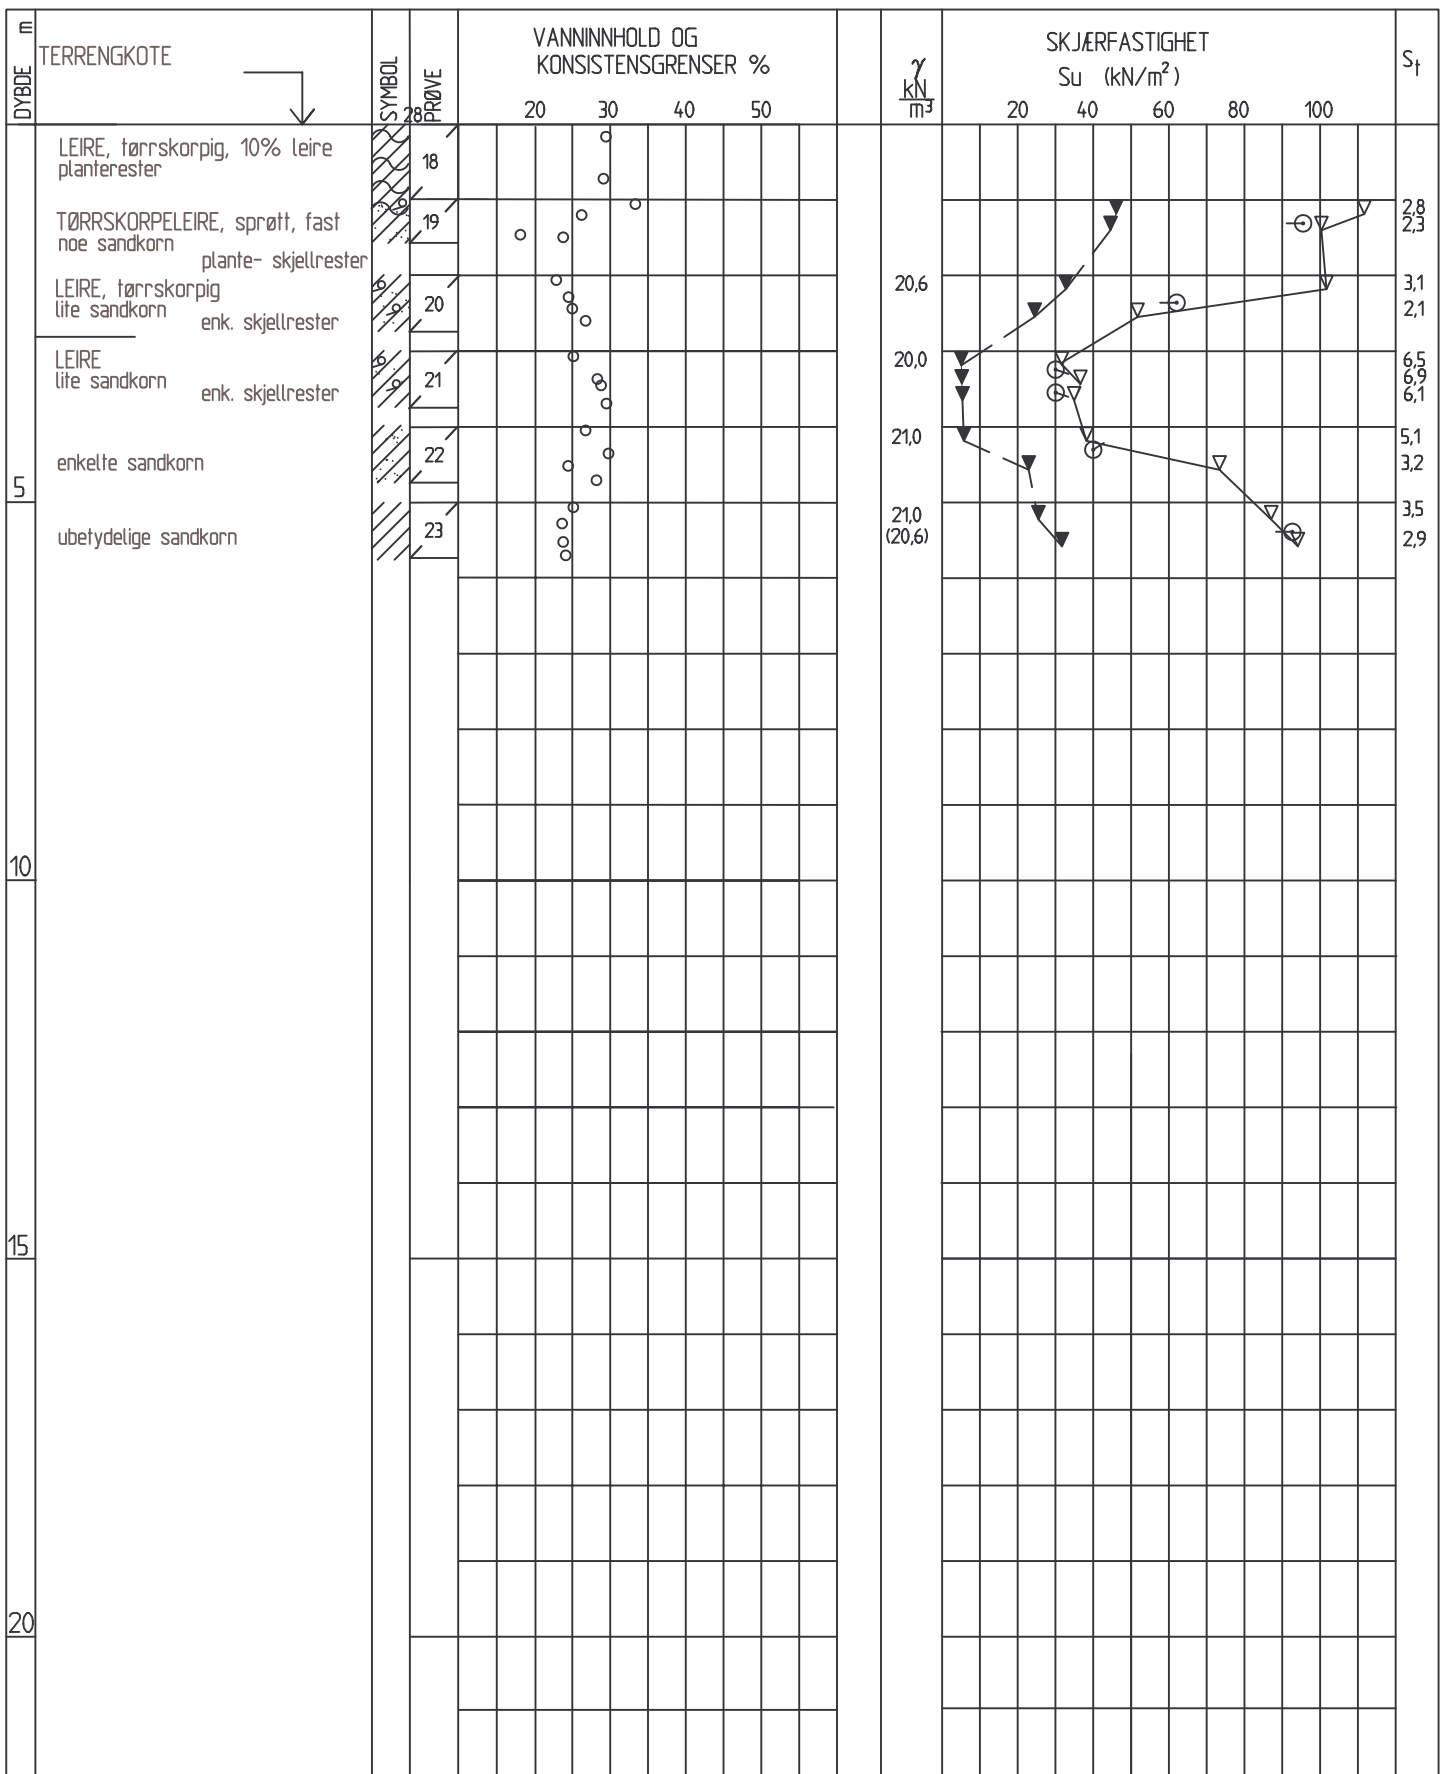 m
DYBDE
TERRENGKOTE
SYMBOL
28
PRØVE
VANNINNHOLD OG
KONSISTENSGRENSER %
20 30 40 50
γ
kN
m³
SKJÆRFASTIGHET
Su (kN/m²)
20 40 60 80 100
St
LEIRE, tørrskorpig, 10% leire
planterester
18
TØRRSKORPELEIRE, sprøtt, fast
noe sandkorn
plante- skjellrester
19
2,8
2,3
LEIRE, tørrskorpig
lite sandkorn
enk. skjellrester
20
20,6
3,1
2,1
LEIRE
lite sandkorn
enk. skjellrester
21
20,0
6,5
6,9
6,1
enkelte sandkorn
22
21,0
5,1
3,2
5
ubetydelige sandkorn
23
21,0
(20,6)
3,5
2,9
10
15
20